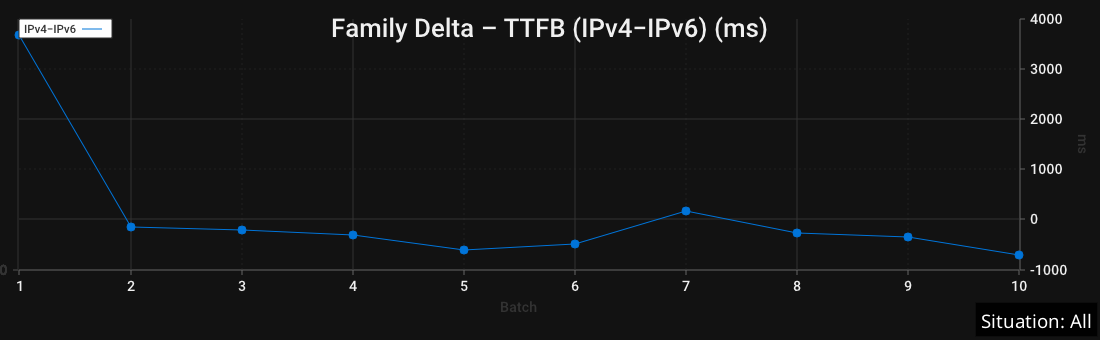 Family Delta – TTFB (IPv4–IPv6) (ms)
IPv4–IPv6
4000
3000
2000
1000
0
-1000
ms
0
1 2 3 4 5 6 7 8 9 10
Batch
Situation: All